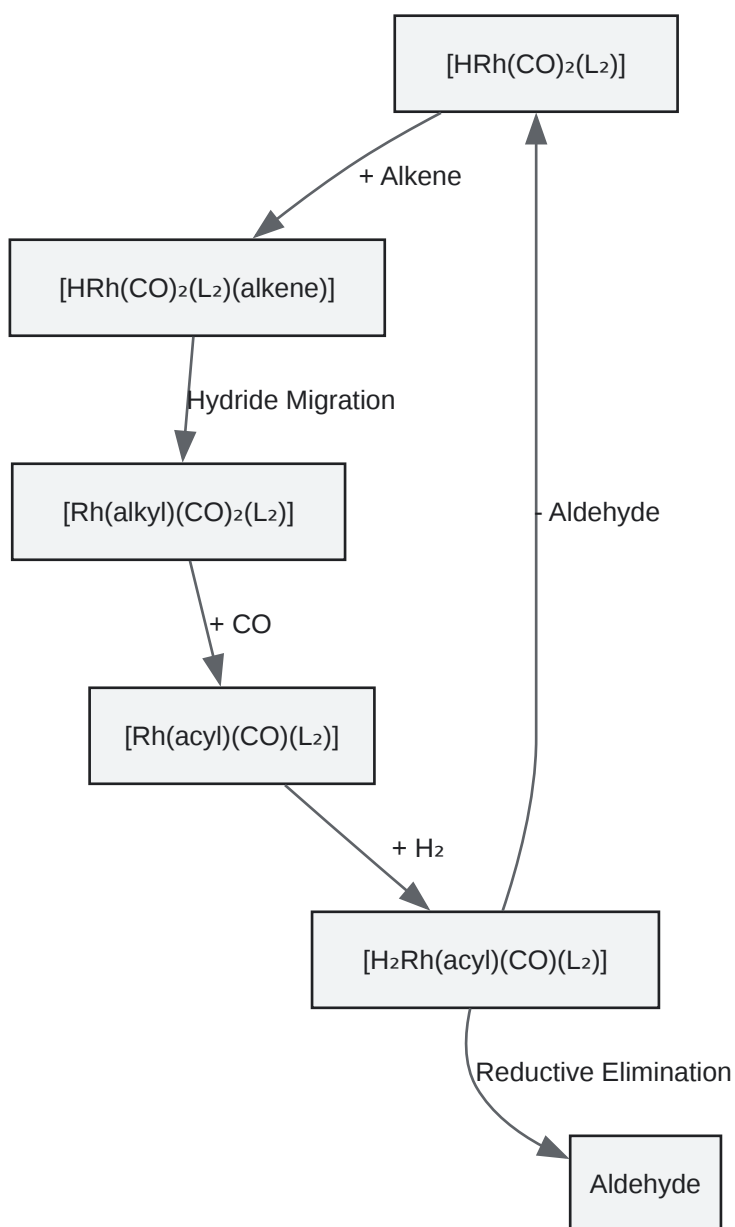 [HRh(CO)₂(L₂)]
+ Alkene
[HRh(CO)₂(L₂)(alkene)]
Hydride Migration
[Rh(alkyl)(CO)₂(L₂)]
- Aldehyde
+ CO
[Rh(acyl)(CO)(L₂)]
+ H₂
[H₂Rh(acyl)(CO)(L₂)]
Reductive Elimination
Aldehyde